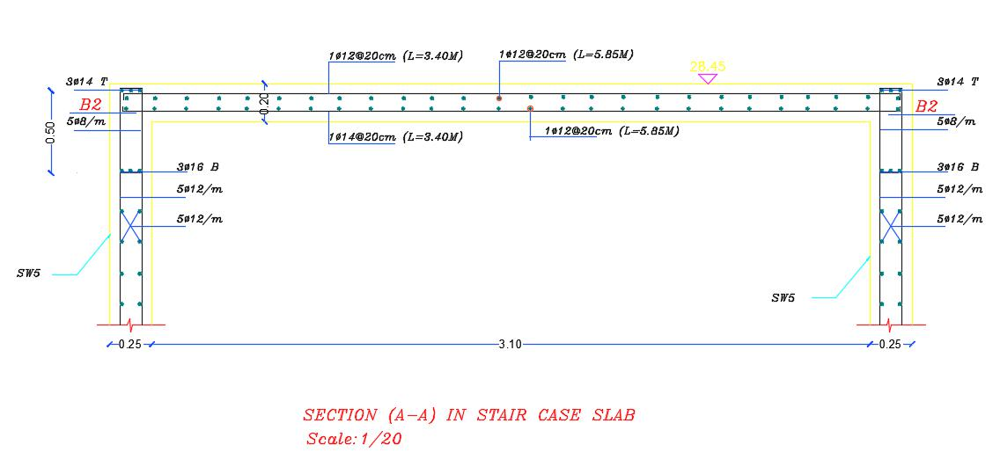 1ø12@20cm (L=3.40M)
1ø12@20cm (L=5.85M)
28.45
3ø14 T
3ø14 T
0.20
B2
B2
5ø8/m
5ø8/m
0.50
1ø14@20cm (L=3.40M)
1ø12@20cm (L=5.85M)
3ø16 B
3ø16 B
5ø12/m
5ø12/m
5ø12/m
5ø12/m
SW5
SW5
0.25
3.10
0.25
SECTION (A-A) IN STAIR CASE SLAB
Scale:1/20